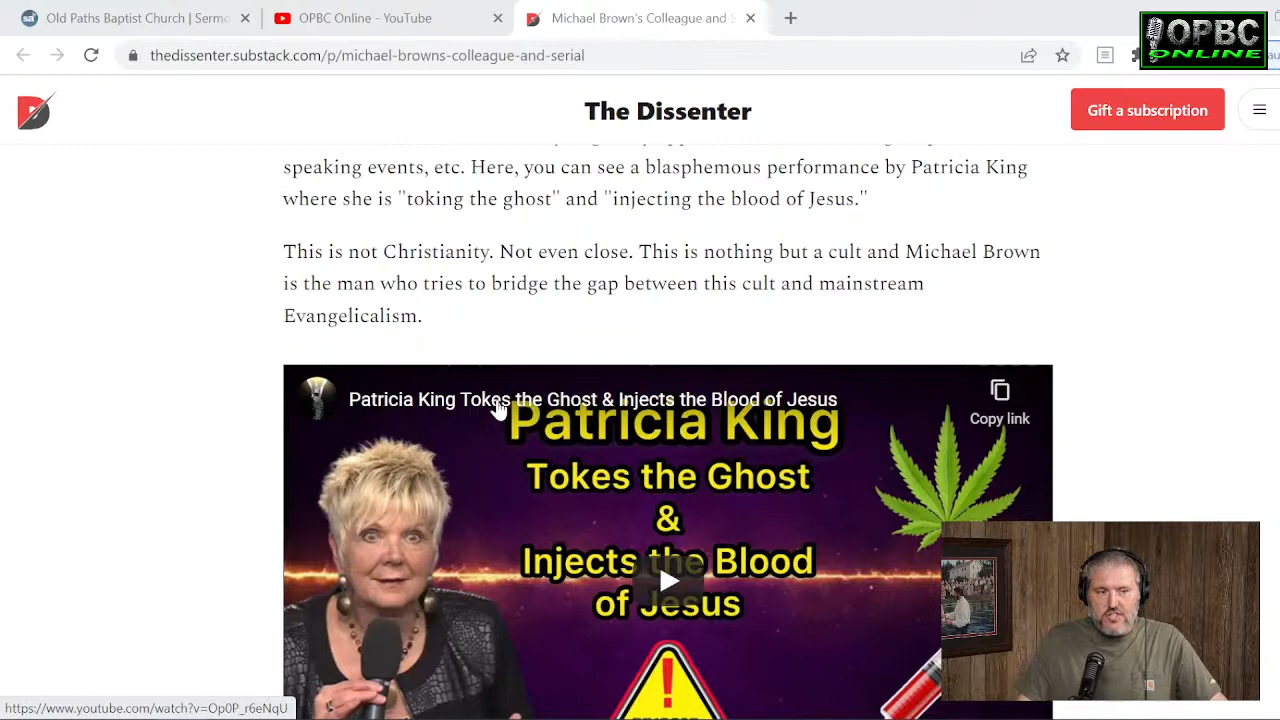 Old Paths Baptist Church | Sermo
OPBC Online - YouTube
Michael Brown's Colleague and S
OPBC
ONLINE
thedissenter.substack.com/p/michael-browns-colleague-and-serial
The Dissenter
Gift a subscription
speaking events, etc. Here, you can see a blasphemous performance by Patricia King
where she is "toking the ghost" and "injecting the blood of Jesus."
This is not Christianity. Not even close. This is nothing but a cult and Michael Brown
is the man who tries to bridge the gap between this cult and mainstream
Evangelicalism.
Patricia King Tokes the Ghost & Injects the Blood of Jesus
Copy link
Patricia King
Tokes the Ghost
&
Injects the Blood
of Jesus
https://www.youtube.com/watch?v=Op0P_r6eNqU